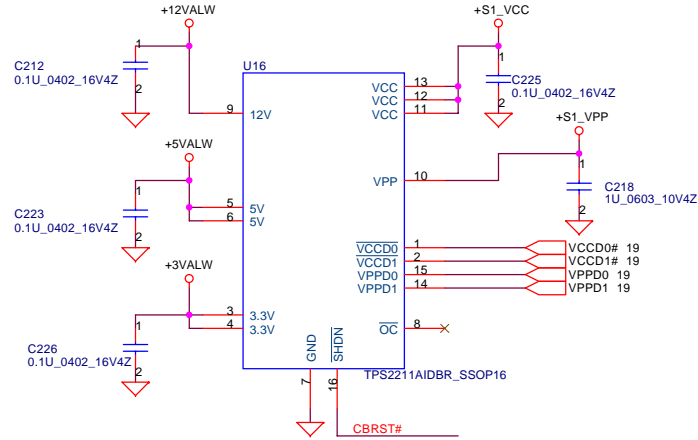 +12VALW
+S1_VCC
C212
0.1U_0402_16V4Z
1
2
U16
9
12V
VCC
13
VCC
12
VCC
11
1
2
C225
0.1U_0402_16V4Z
+S1_VPP
+5VALW
VPP
10
1
2
C218
1U_0603_10V4Z
C223
0.1U_0402_16V4Z
1
2
5
5V
6
5V
VCCD0
1
VCCD0# 19
VCCD1
2
VCCD1# 19
VPPD0
15
VPPD0 19
VPPD1
14
VPPD1 19
+3VALW
3
3.3V
4
3.3V
OC
8
C226
0.1U_0402_16V4Z
1
2
GND
SHDN
7
16
TPS2211AIDBR_SSOP16
CBRST#